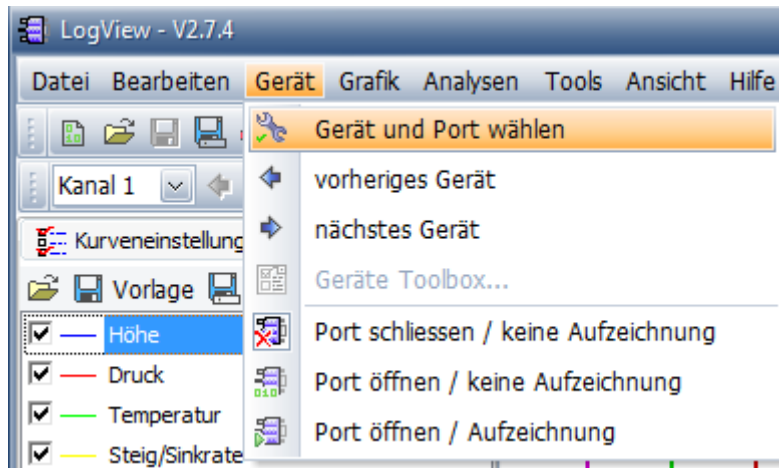 LogView - V2.7.4
Datei Bearbeiten Gerät Grafik Analysen Tools Ansicht Hilfe
Gerät und Port wählen
Kanal 1
vorheriges Gerät
nächstes Gerät
Kurveneinstellung
Geräte Toolbox...
Vorlage
Höhe
Port schliessen / keine Aufzeichnung
Druck
Port öffnen / keine Aufzeichnung
Temperatur
Port öffnen / Aufzeichnung
Steig/Sinkrate